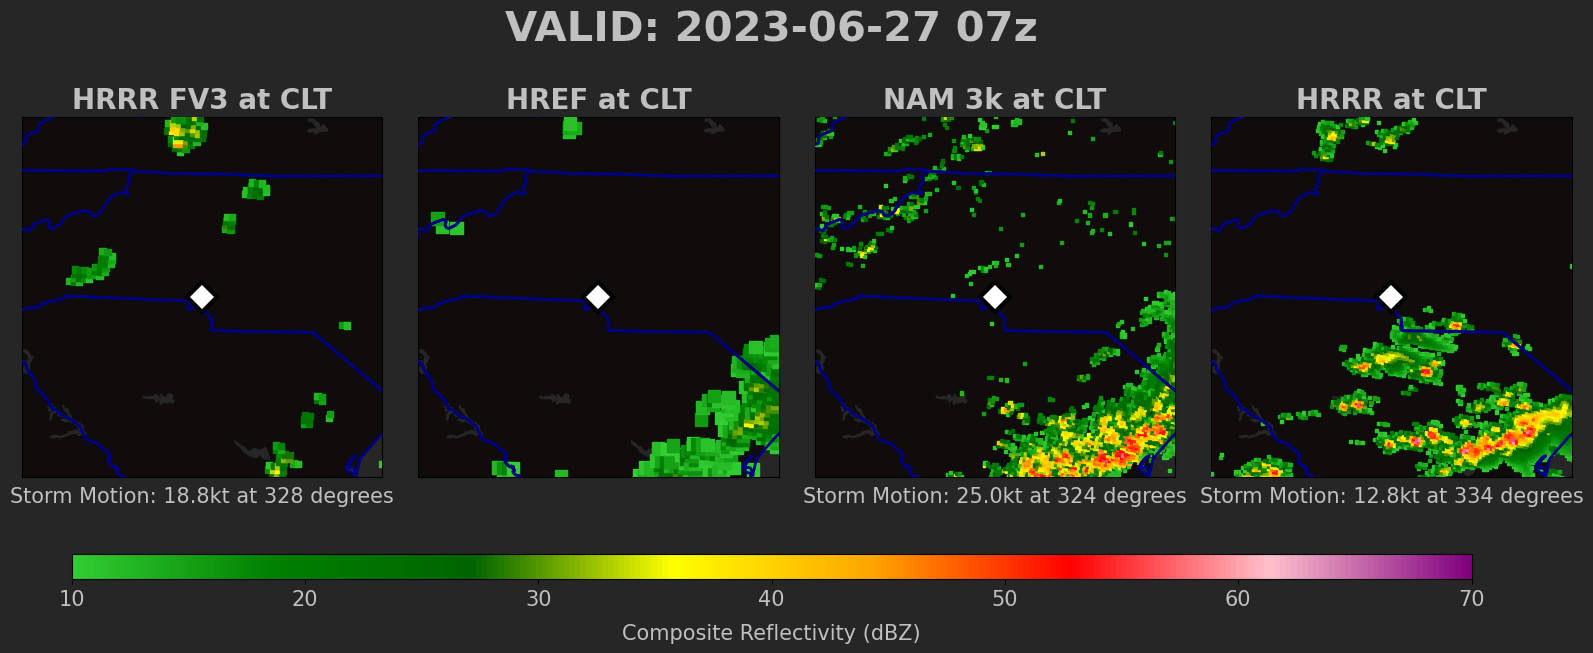 VALID: 2023-06-27 07z
HRRR FV3 at CLT
HREF at CLT
NAM 3k at CLT
HRRR at CLT
Storm Motion: 18.8kt at 328 degrees
Storm Motion: 25.0kt at 324 degrees
Storm Motion: 12.8kt at 334 degrees
10 20 30 40 50 60 70
Composite Reflectivity (dBZ)